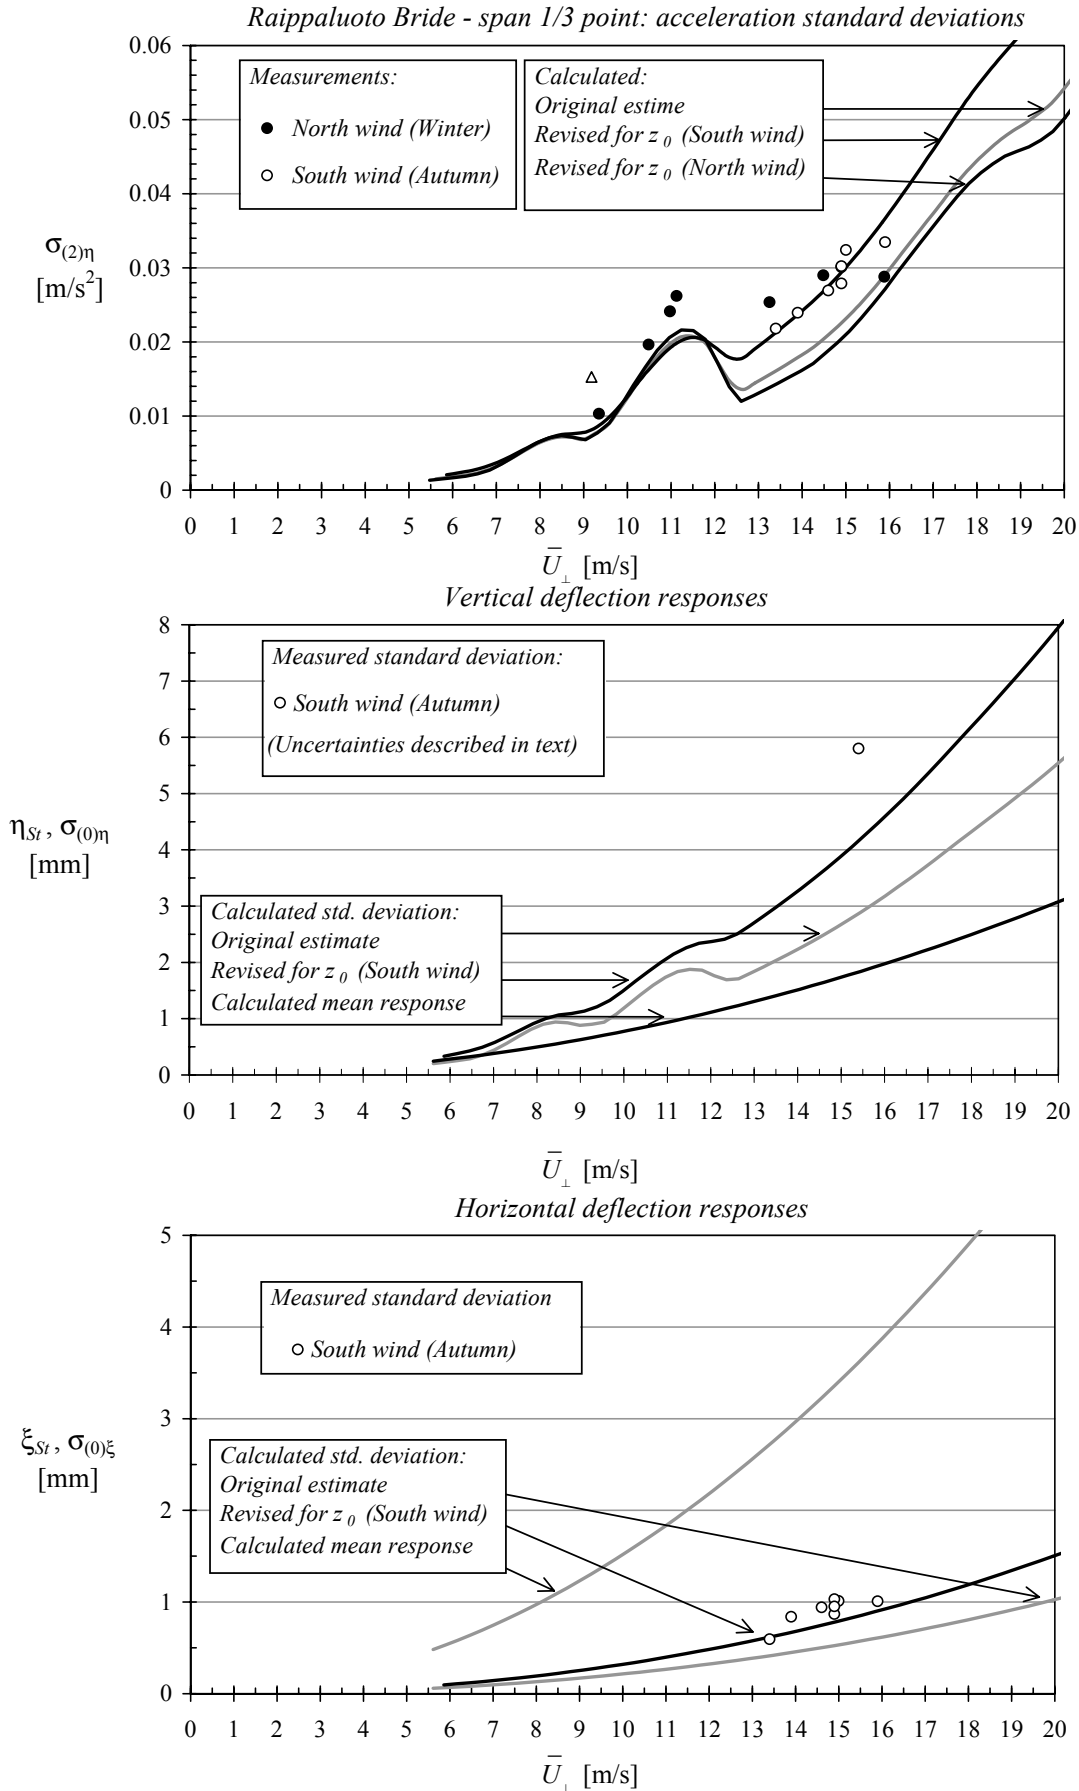 Raippaluoto Bride - span 1/3 point: acceleration standard deviations
0.06
0.05
0.04
0.03
0.02
0.01
0
σ(2)η
[m/s²]
Measurements:
North wind (Winter)
South wind (Autumn)
Calculated:
Original estime
Revised for z₀ (South wind)
Revised for z₀ (North wind)
0 1 2 3 4 5 6 7 8 9 10 11 12 13 14 15 16 17 18 19 20
U̅⊥ [m/s]
Vertical deflection responses
8
7
6
5
4
3
2
1
0
ηSt, σ(0)η
[mm]
Measured standard deviation:
South wind (Autumn)
(Uncertainties described in text)
Calculated std. deviation:
Original estimate
Revised for z₀ (South wind)
Calculated mean response
0 1 2 3 4 5 6 7 8 9 10 11 12 13 14 15 16 17 18 19 20
U̅⊥ [m/s]
Horizontal deflection responses
5
4
3
2
1
0
ξSt, σ(0)ξ
[mm]
Measured standard deviation
South wind (Autumn)
Calculated std. deviation:
Original estimate
Revised for z₀ (South wind)
Calculated mean response
0 1 2 3 4 5 6 7 8 9 10 11 12 13 14 15 16 17 18 19 20
U̅⊥ [m/s]